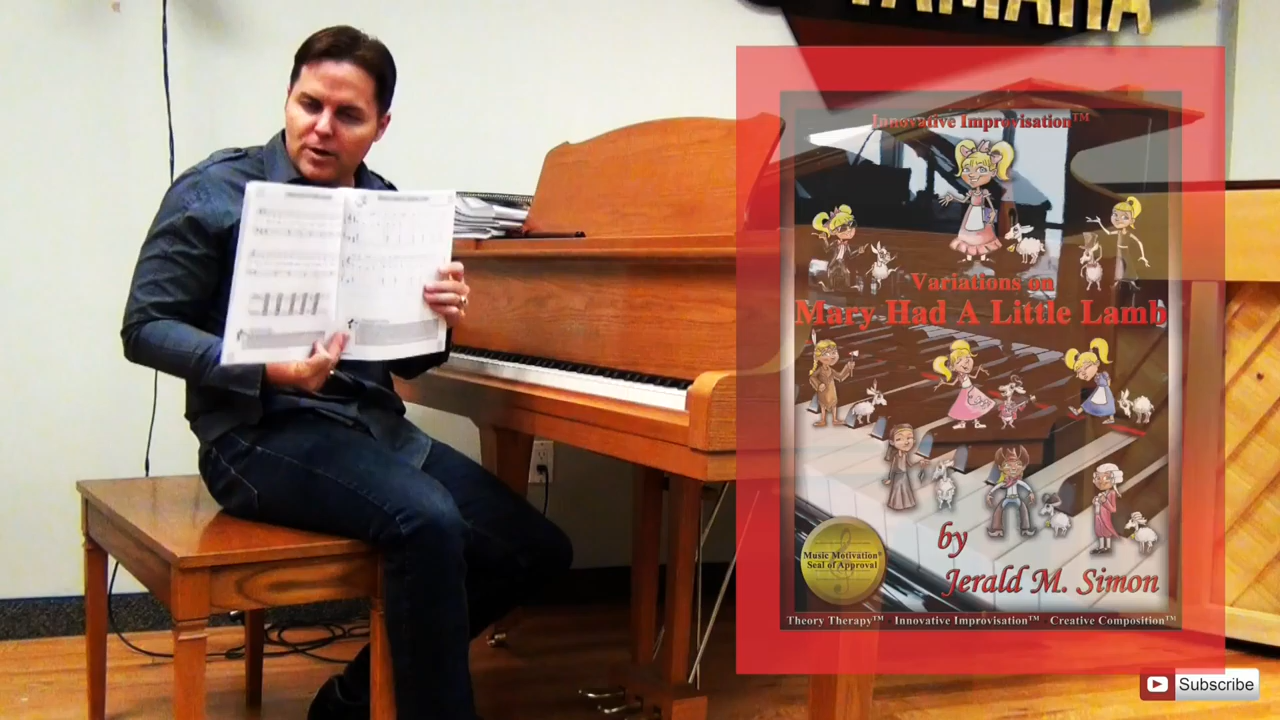 YAMAHA
Innovative Improvisation™
Variations on
Mary Had A Little Lamb
by
Jerald M. Simon
Music Motivation®
Seal of Approval
Theory Therapy™ · Innovative Improvisation™ · Creative Composition™
Subscribe